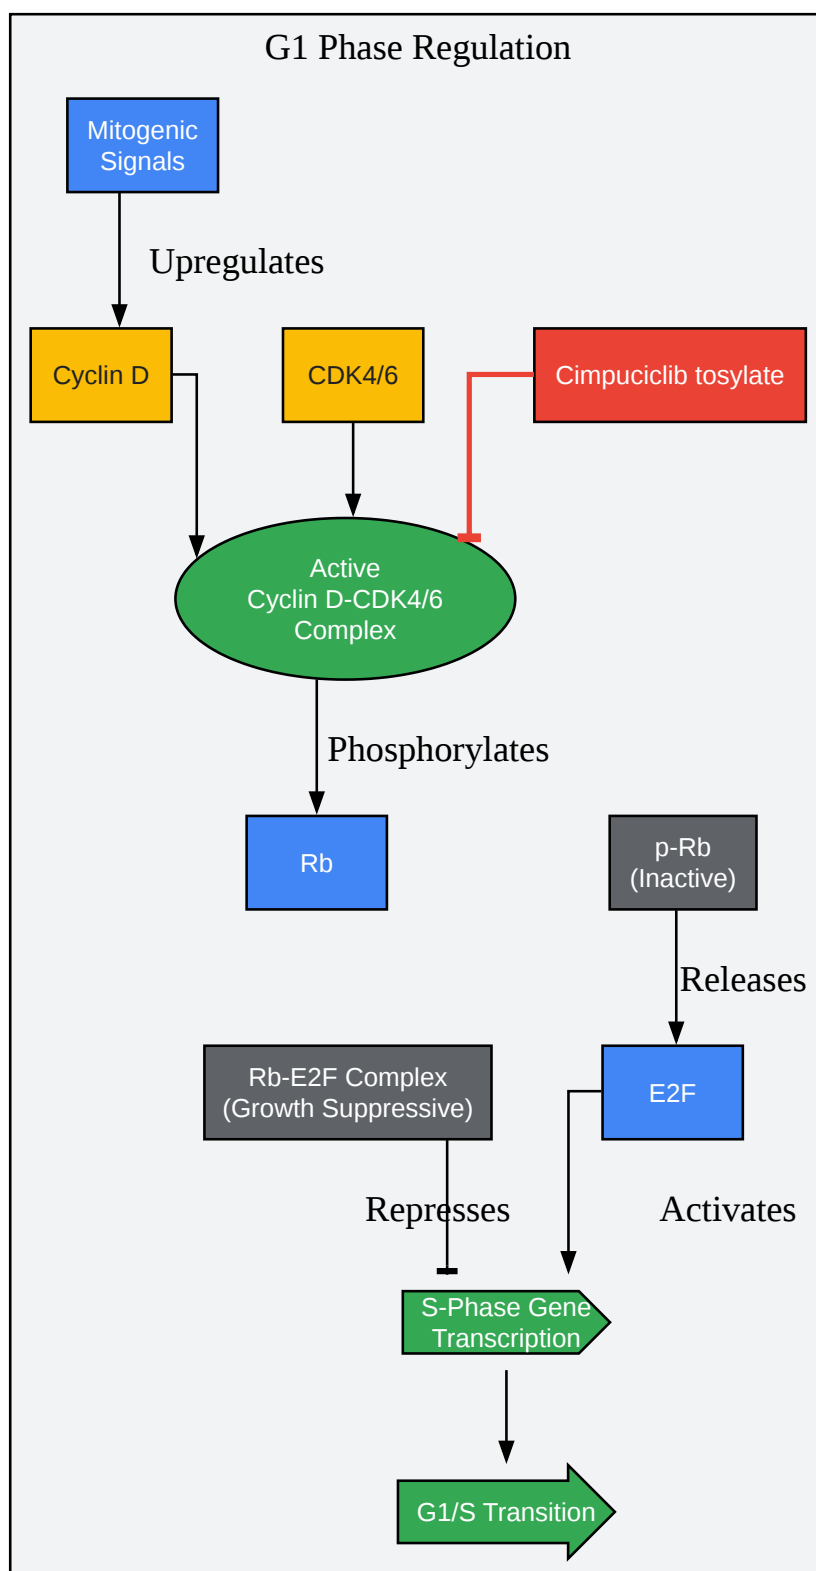 G1 Phase Regulation
Mitogenic
Signals
Upregulates
Cyclin D
CDK4/6
Cimpuciclib tosylate
Active
Cyclin D-CDK4/6
Complex
Phosphorylates
Rb
p-Rb
(Inactive)
Releases
Rb-E2F Complex
(Growth Suppressive)
E2F
Represses
Activates
S-Phase Gene
Transcription
G1/S Transition